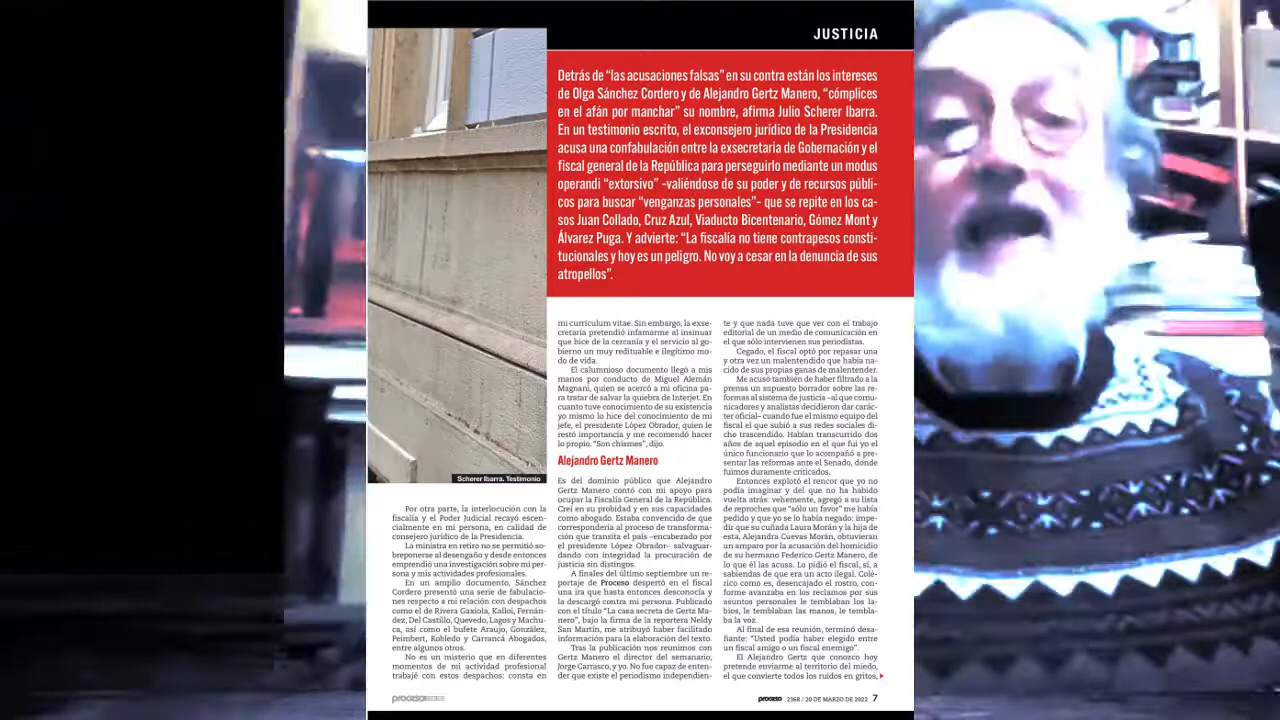 JUSTICIA
Detrás de “las acusaciones falsas” en su contra están los intereses
de Olga Sánchez Cordero y de Alejandro Gertz Manero, “cómplices
en el afán por manchar” su nombre, afirma Julio Scherer Ibarra.
En un testimonio escrito, el exconsejero jurídico de la Presidencia
acusa una confabulación entre la exsecretaria de Gobernación y el
fiscal general de la República para perseguirlo mediante un modus
operandi “extorsivo” –valiéndose de su poder y de recursos públi-
cos para buscar “venganzas personales”– que se repite en los ca-
sos Juan Collado, Cruz Azul, Viaducto Bicentenario, Gómez Mont y
Álvarez Puga. Y advierte: “La fiscalía no tiene contrapesos consti-
tucionales y hoy es un peligro. No voy a cesar en la denuncia de sus
atropellos”.
Scherer Ibarra. Testimonio
Por otra parte, la interlocución con la
fiscalía y el Poder Judicial recayó esen-
cialmente en mi persona, en calidad de
consejero jurídico de la Presidencia.
La ministra en retiro no se permitió so-
breponerse al desengaño y desde entonces
emprendió una investigación sobre mi per-
sona y mis actividades profesionales.
En un amplio documento, Sánchez
Cordero presentó una serie de fabulacio-
nes respecto a mi relación con despachos
como el de Rivera Gaxiola, Kalloi, Fernán-
dez, Del Castillo, Quevedo, Lagos y Machu-
ca, así como el bufete Araujo, González,
Peimbert, Robledo y Carrancá Abogados,
entre algunos otros.
No es un misterio que en diferentes
momentos de mi actividad profesional
trabajé con estos despachos: consta en
mi curriculum vitae. Sin embargo, la exse-
cretaria pretendió infamarme al insinuar
que hice de la cercanía y el servicio al go-
bierno un muy redituable e ilegítimo mo-
do de vida.
El calumnioso documento llegó a mis
manos por conducto de Miguel Alemán
Magnani, quien se acercó a mi oficina pa-
ra tratar de salvar la quiebra de Interjet. En
cuanto tuve conocimiento de su existencia
yo mismo lo hice del conocimiento de mi
jefe, el presidente López Obrador, quien le
restó importancia y me recomendó hacer
lo propio. “Son chismes”, dijo.
Alejandro Gertz Manero
Es del dominio público que Alejandro
Gertz Manero contó con mi apoyo para
ocupar la Fiscalía General de la República.
Creí en su probidad y en sus capacidades
como abogado. Estaba convencido de que
correspondería al proceso de transforma-
ción que transita el país –encabezado por
el presidente López Obrador– salvaguar-
dando con integridad la procuración de
justicia sin distingos.
A finales del último septiembre un re-
portaje de Proceso despertó en el fiscal
una ira que hasta entonces desconocía y
la descargó contra mi persona. Publicado
con el título “La casa secreta de Gertz Ma-
nero”, bajo la firma de la reportera Neldy
San Martín, me atribuyó haber facilitado
información para la elaboración del texto.
Tras la publicación nos reunimos con
Gertz Manero el director del semanario,
Jorge Carrasco, y yo. No fue capaz de enten-
der que existe el periodismo independien-
te y que nada tuve que ver con el trabajo
editorial de un medio de comunicación en
el que sólo intervienen sus periodistas.
Cegado, el fiscal optó por repasar una
y otra vez un malentendido que había na-
cido de sus propias ganas de malentender.
Me acusó también de haber filtrado a la
prensa un supuesto borrador sobre las re-
formas al sistema de justicia –al que comu-
nicadores y analistas decidieron dar carác-
ter oficial– cuando fue el mismo equipo del
fiscal el que subió a sus redes sociales di-
cho trascendido. Habían transcurrido dos
años de aquel episodio en el que fui yo el
único funcionario que lo acompañó a pre-
sentar las reformas ante el Senado, donde
fuimos duramente criticados.
Entonces explotó el rencor que yo no
podía imaginar y del que no ha habido
vuelta atrás: vehemente, agregó a su lista
de reproches que “sólo un favor” me había
pedido y que yo se lo había negado: impe-
dir que su cuñada Laura Morán y la hija de
esta, Alejandra Cuevas Morán, obtuvieran
un amparo por la acusación del homicidio
de su hermano Federico Gertz Manero, de
lo que él las acusa. Lo pidió el fiscal, sí, a
sabiendas de que era un acto ilegal. Colé-
rico como es, desencajado el rostro, con-
forme avanzaba en los reclamos por sus
asuntos personales le temblaban los la-
bios, le temblaban las manos, le tembla-
ba la voz.
Al final de esa reunión, terminó desa-
fiante: “Usted podía haber elegido entre
un fiscal amigo o un fiscal enemigo”.
El Alejandro Gertz que conozco hoy
pretende enviarme al territorio del miedo,
el que convierte todos los ruidos en gritos,
proceso 2368 / 20 DE MARZO DE 2022 7